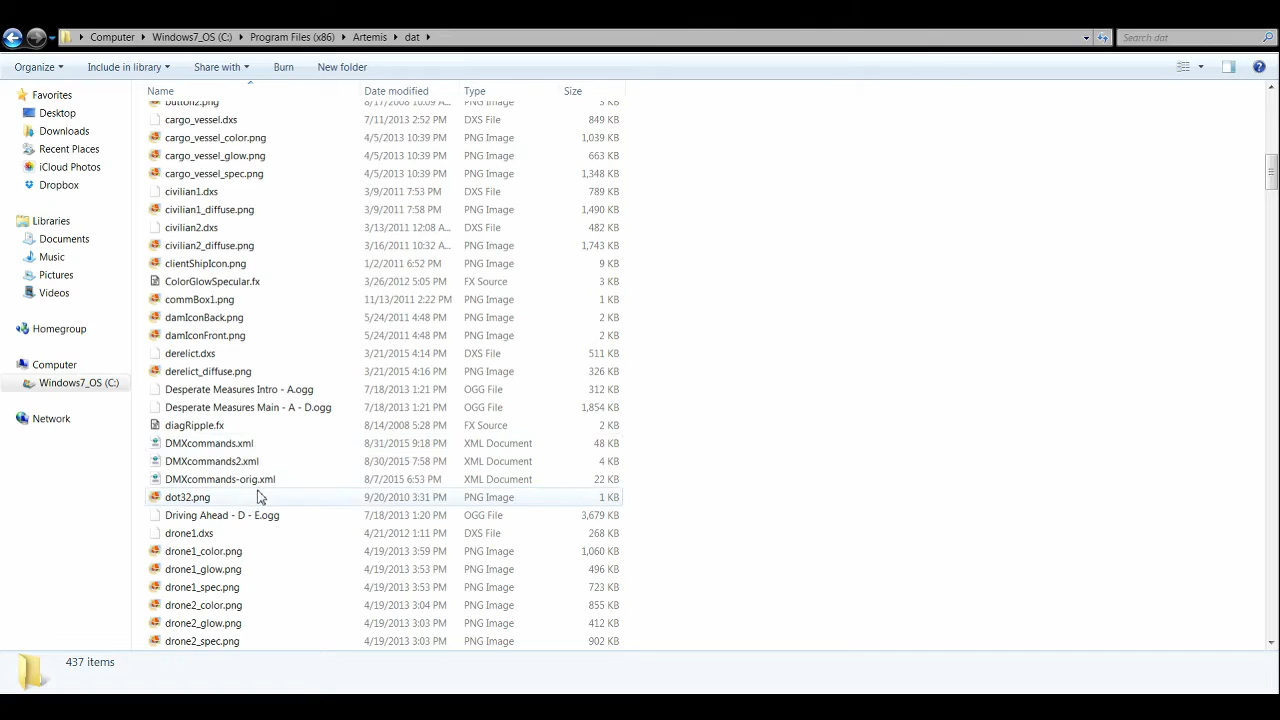 Computer Windows7_OS (C:) Program Files (x86) Artemis dat Search dat
Organize Include in library Share with Burn New folder
Name Date modified Type Size
Favorites
Desktop
Downloads
Recent Places
iCloud Photos
Dropbox
Libraries
Documents
Music
Pictures
Videos
Homegroup
Computer
Windows7_OS (C:)
Network
button2.png 8/17/2008 10:09 A... PNG Image 3 KB
cargo_vessel.dxs 7/11/2013 2:52 PM DXS File 849 KB
cargo_vessel_color.png 4/5/2013 10:39 PM PNG Image 1,039 KB
cargo_vessel_glow.png 4/5/2013 10:39 PM PNG Image 663 KB
cargo_vessel_spec.png 4/5/2013 10:39 PM PNG Image 1,348 KB
civilian1.dxs 3/9/2011 7:53 PM DXS File 789 KB
civilian1_diffuse.png 3/9/2011 7:58 PM PNG Image 1,490 KB
civilian2.dxs 3/13/2011 12:08 A... DXS File 482 KB
civilian2_diffuse.png 3/16/2011 10:32 A... PNG Image 1,743 KB
clientShipIcon.png 1/2/2011 6:52 PM PNG Image 9 KB
ColorGlowSpecular.fx 3/26/2012 5:05 PM FX Source 3 KB
commBox1.png 11/13/2011 2:22 PM PNG Image 1 KB
damIconBack.png 5/24/2011 4:48 PM PNG Image 2 KB
damIconFront.png 5/24/2011 4:48 PM PNG Image 2 KB
derelict.dxs 3/21/2015 4:14 PM DXS File 511 KB
derelict_diffuse.png 3/21/2015 4:16 PM PNG Image 326 KB
Desperate Measures Intro - A.ogg 7/18/2013 1:21 PM OGG File 312 KB
Desperate Measures Main - A - D.ogg 7/18/2013 1:21 PM OGG File 1,854 KB
diagRipple.fx 8/14/2008 5:28 PM FX Source 2 KB
DMXcommands.xml 8/31/2015 9:18 PM XML Document 48 KB
DMXcommands2.xml 8/30/2015 7:58 PM XML Document 4 KB
DMXcommands-orig.xml 8/7/2015 6:53 PM XML Document 22 KB
dot32.png 9/20/2010 3:31 PM PNG Image 1 KB
Driving Ahead - D - E.ogg 7/18/2013 1:20 PM OGG File 3,679 KB
drone1.dxs 4/21/2012 1:11 PM DXS File 268 KB
drone1_color.png 4/19/2013 3:59 PM PNG Image 1,060 KB
drone1_glow.png 4/19/2013 3:53 PM PNG Image 496 KB
drone1_spec.png 4/19/2013 3:53 PM PNG Image 723 KB
drone2_color.png 4/19/2013 3:04 PM PNG Image 855 KB
drone2_glow.png 4/19/2013 3:03 PM PNG Image 412 KB
drone2_spec.png 4/19/2013 3:03 PM PNG Image 902 KB
437 items